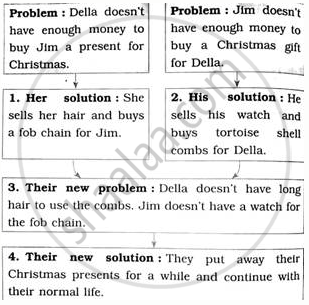 Problem : Della doesn't
have enough money to
buy Jim a present for
Christmas.
Problem : Jim doesn't
have enough money to
buy a Christmas gift
for Della.
1. Her solution : She
sells her hair and buys
a fob chain for Jim.
2. His solution : He
sells his watch and
buys tortoise shell
combs for Della.
3. Their new problem : Della doesn't have long
hair to use the combs. Jim doesn't have a watch for
the fob chain.
4. Their new solution : They put away their
Christmas presents for a while and continue with
their normal life.
shaalaa.com